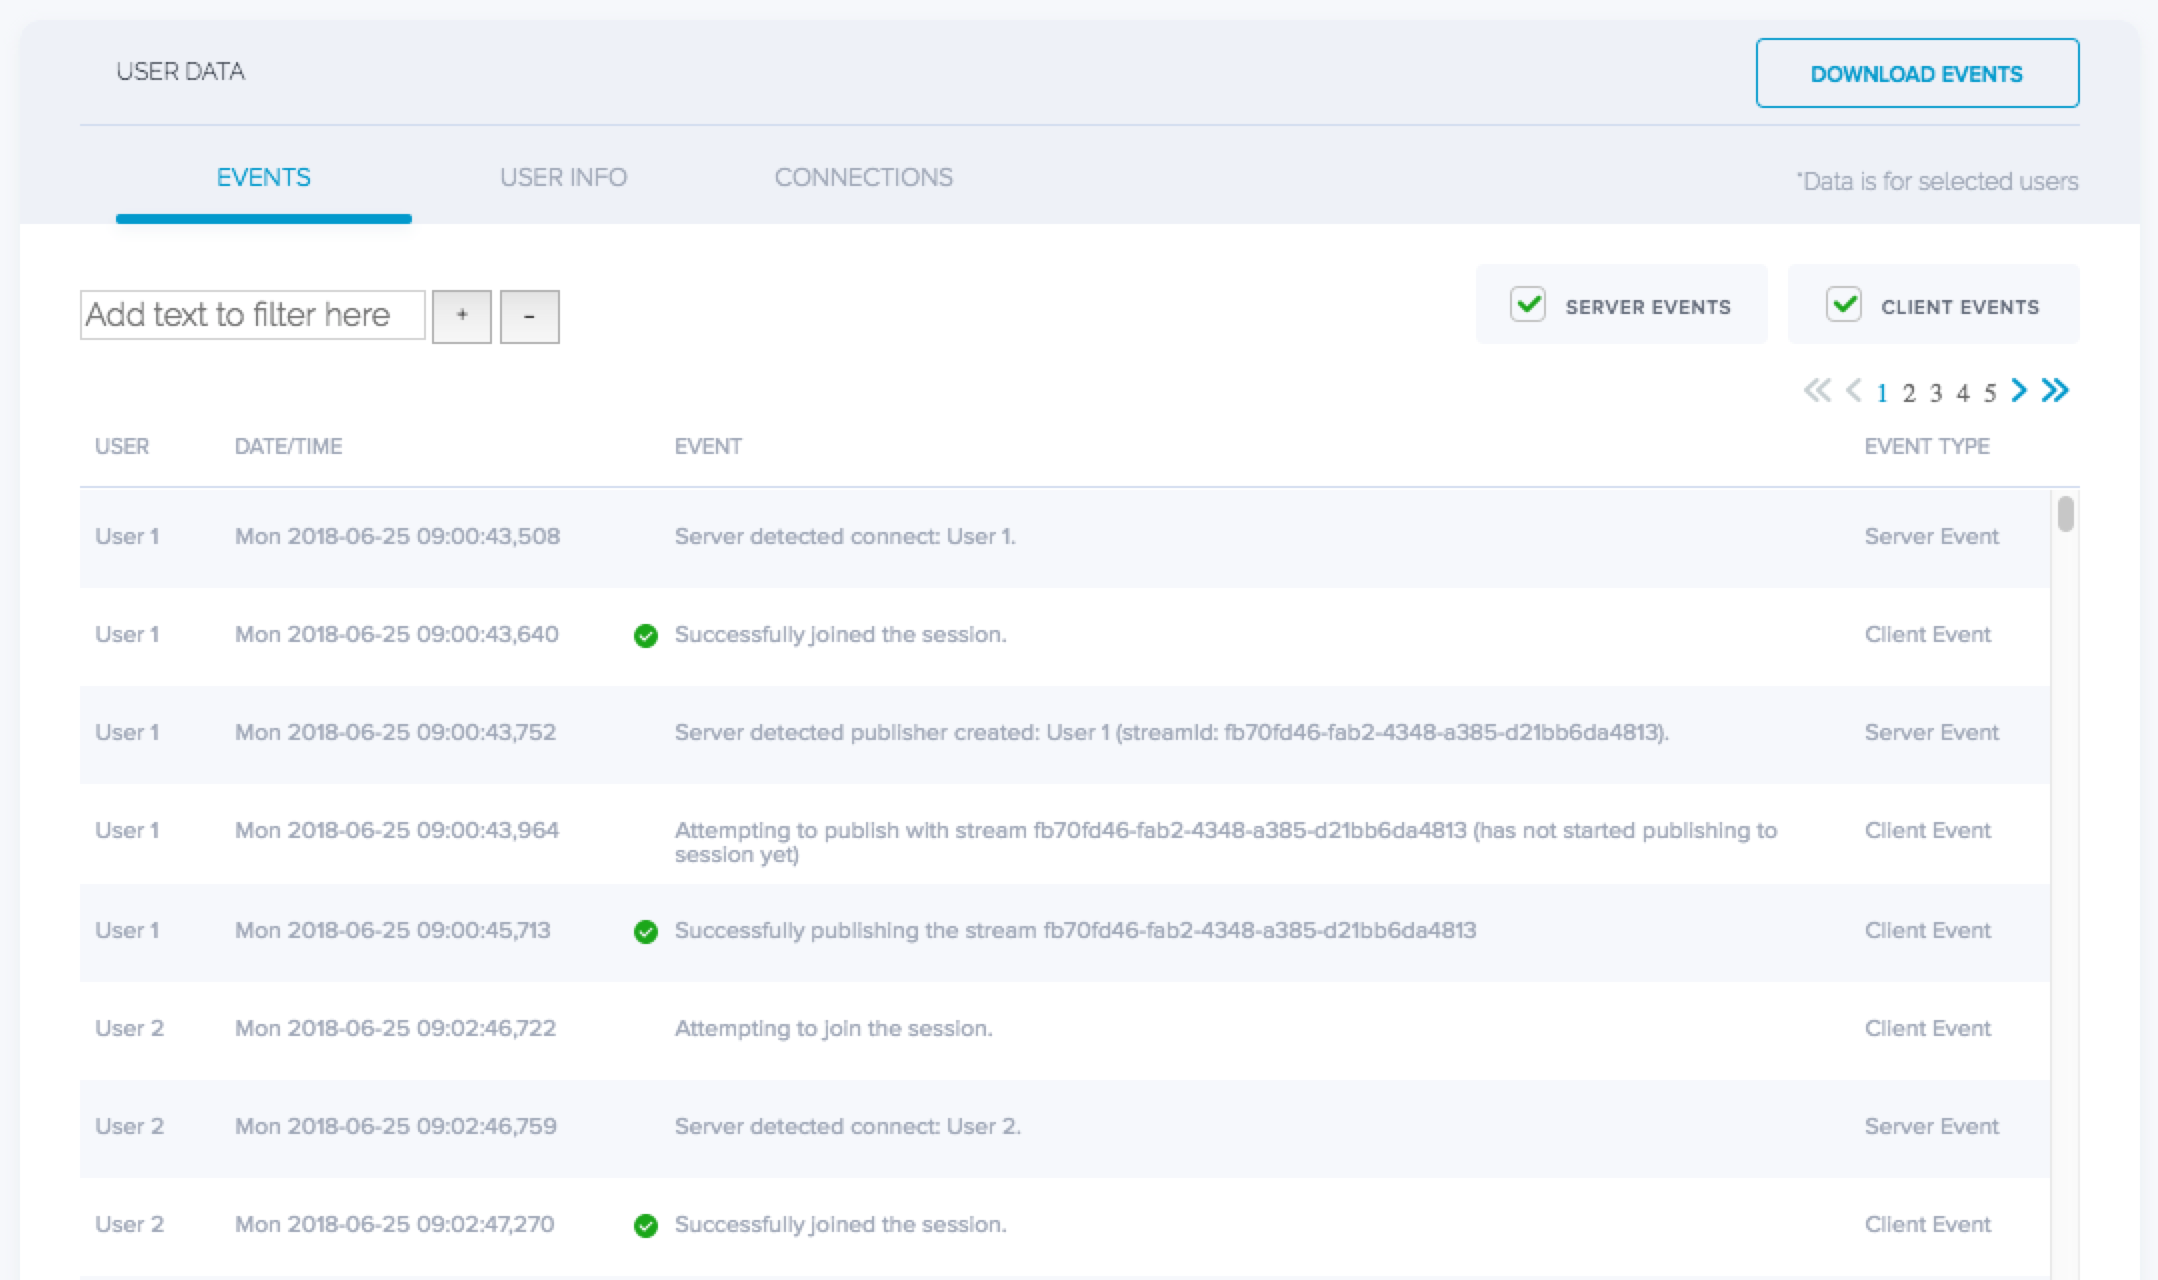 USER DATA
DOWNLOAD EVENTS
EVENTS USER INFO CONNECTIONS *Data is for selected users
Add text to filter here + - SERVER EVENTS CLIENT EVENTS
1 2 3 4 5
USER DATE/TIME EVENT EVENT TYPE
User 1 Mon 2018-06-25 09:00:43,508 Server detected connect: User 1. Server Event
User 1 Mon 2018-06-25 09:00:43,640 Successfully joined the session. Client Event
User 1 Mon 2018-06-25 09:00:43,752 Server detected publisher created: User 1 (streamId: fb70fd46-fab2-4348-a385-d21bb6da4813). Server Event
User 1 Mon 2018-06-25 09:00:43,964 Attempting to publish with stream fb70fd46-fab2-4348-a385-d21bb6da4813 (has not started publishing to Client Event
session yet)
User 1 Mon 2018-06-25 09:00:45,713 Successfully publishing the stream fb70fd46-fab2-4348-a385-d21bb6da4813 Client Event
User 2 Mon 2018-06-25 09:02:46,722 Attempting to join the session. Client Event
User 2 Mon 2018-06-25 09:02:46,759 Server detected connect: User 2. Server Event
User 2 Mon 2018-06-25 09:02:47,270 Successfully joined the session. Client Event